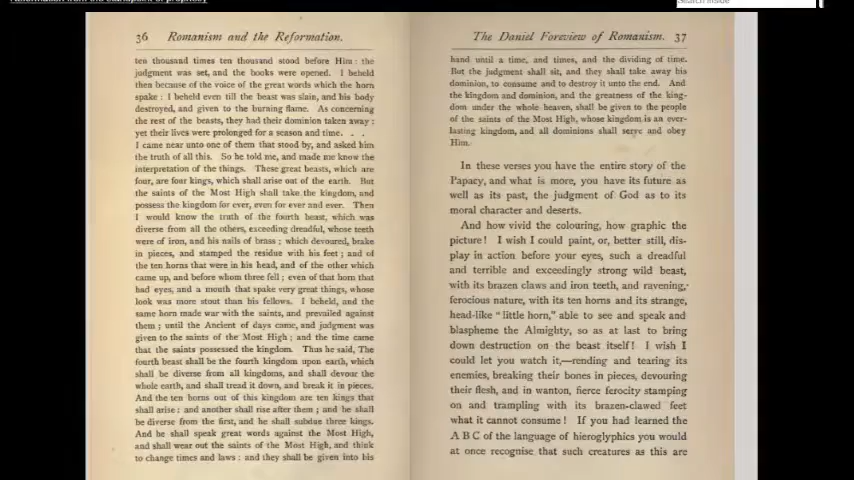 Search inside
36 Romanism and the Reformation.
ten thousand times ten thousand stood before Him : the
judgment was set, and the books were opened. I beheld
then because of the voice of the great words which the horn
spake : I beheld even till the beast was slain, and his body
destroyed, and given to the burning flame. As concerning
the rest of the beasts, they had their dominion taken away :
yet their lives were prolonged for a season and time. . .
I came near unto one of them that stood by, and asked him
the truth of all this. So he told me, and made me know the
interpretation of the things. These great beasts, which are
four, are four kings, which shall arise out of the earth. But
the saints of the Most High shall take the kingdom, and
possess the kingdom for ever, even for ever and ever. Then
I would know the truth of the fourth beast, which was
diverse from all the others, exceeding dreadful, whose teeth
were of iron, and his nails of brass ; which devoured, brake
in pieces, and stamped the residue with his feet ; and of
the ten horns that were in his head, and of the other which
came up, and before whom three fell ; even of that horn that
had eyes, and a mouth that spake very great things, whose
look was more stout than his fellows. I beheld, and the
same horn made war with the saints, and prevailed against
them ; until the Ancient of days came, and judgment was
given to the saints of the Most High ; and the time came
that the saints possessed the kingdom. Thus he said, The
fourth beast shall be the fourth kingdom upon earth, which
shall be diverse from all kingdoms, and shall devour the
whole earth, and shall tread it down, and break it in pieces.
And the ten horns out of this kingdom are ten kings that
shall arise : and another shall rise after them ; and he shall
be diverse from the first, and he shall subdue three kings.
And he shall speak great words against the Most High,
and shall wear out the saints of the Most High, and think
to change times and laws : and they shall be given into his
The Daniel Foreview of Romanism. 37
hand until a time, and times, and the dividing of time.
But the judgment shall sit, and they shall take away his
dominion, to consume and to destroy it unto the end. And
the kingdom and dominion, and the greatness of the king-
dom under the whole heaven, shall be given to the people
of the saints of the Most High, whose kingdom is an ever-
lasting kingdom, and all dominions shall serve and obey
Him.
In these verses you have the entire story of the
Papacy, and what is more, you have its future as
well as its past, the judgment of God as to its
moral character and deserts.
And how vivid the colouring, how graphic the
picture! I wish I could paint, or, better still, dis-
play in action before your eyes, such a dreadful
and terrible and exceedingly strong wild beast,
with its brazen claws and iron teeth, and ravening,
ferocious nature, with its ten horns and its strange,
head-like "little horn," able to see and speak and
blaspheme the Almighty, so as at last to bring
down destruction on the beast itself! I wish I
could let you watch it,—rending and tearing its
enemies, breaking their bones in pieces, devouring
their flesh, and in wanton, fierce ferocity stamping
on and trampling with its brazen-clawed feet
what it cannot consume! If you had learned the
A B C of the language of hieroglyphics you would
at once recognise that such creatures as this are